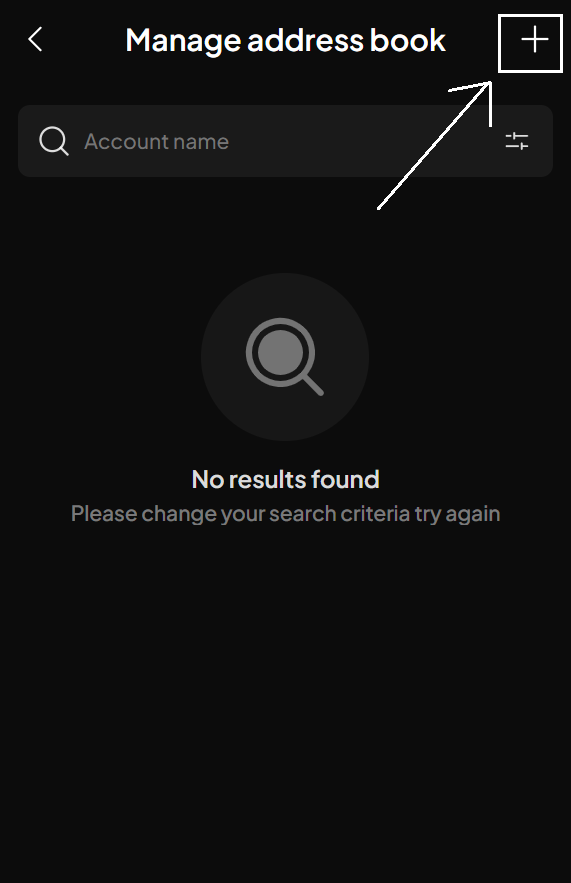 Manage address book
Account name
No results found
Please change your search criteria try again